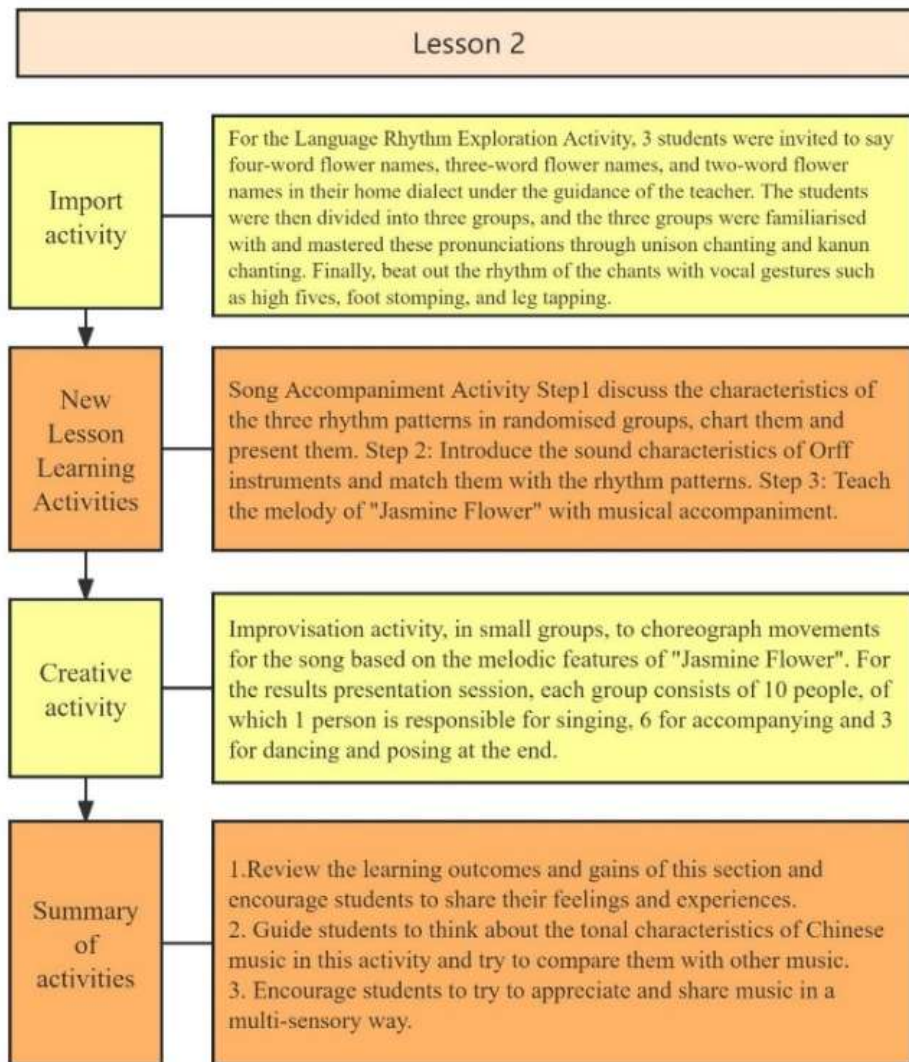 Lesson 2
Import
activity
For the Language Rhythm Exploration Activity, 3 students were invited to say
four-word flower names, three-word flower names, and two-word flower
names in their home dialect under the guidance of the teacher. The students
were then divided into three groups, and the three groups were familiarised
with and mastered these pronunciations through unison chanting and kanun
chanting. Finally, beat out the rhythm of the chants with vocal gestures such
as high fives, foot stomping, and leg tapping.
New
Lesson
Learning
Activities
Song Accompaniment Activity Step1 discuss the characteristics of
the three rhythm patterns in randomised groups, chart them and
present them. Step 2: Introduce the sound characteristics of Orff
instruments and match them with the rhythm patterns. Step 3: Teach
the melody of "Jasmine Flower" with musical accompaniment.
Creative
activity
Improvisation activity, in small groups, to choreograph movements
for the song based on the melodic features of "Jasmine Flower". For
the results presentation session, each group consists of 10 people, of
which 1 person is responsible for singing, 6 for accompanying and 3
for dancing and posing at the end.
Summary
of
activities
1.Review the learning outcomes and gains of this section and
encourage students to share their feelings and experiences.
2. Guide students to think about the tonal characteristics of Chinese
music in this activity and try to compare them with other music.
3. Encourage students to try to appreciate and share music in a
multi-sensory way.